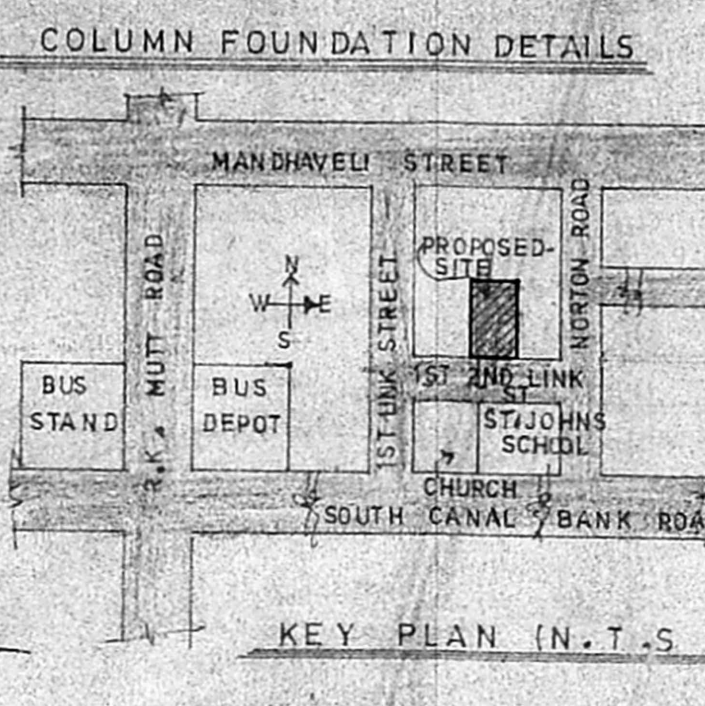 COLUMN FOUNDATION DETAILS
MANDHAVELI STREET
R.K. MUTT ROAD
1ST LINK STREET
NORTON ROAD
PROPOSED-
SITE
N
W E
S
1ST 2ND LINK
ST
BUS
STAND
BUS
DEPOT
ST. JOHNS
SCHOOL
CHURCH
SOUTH CANAL BANK ROA
KEY PLAN (N.T.S